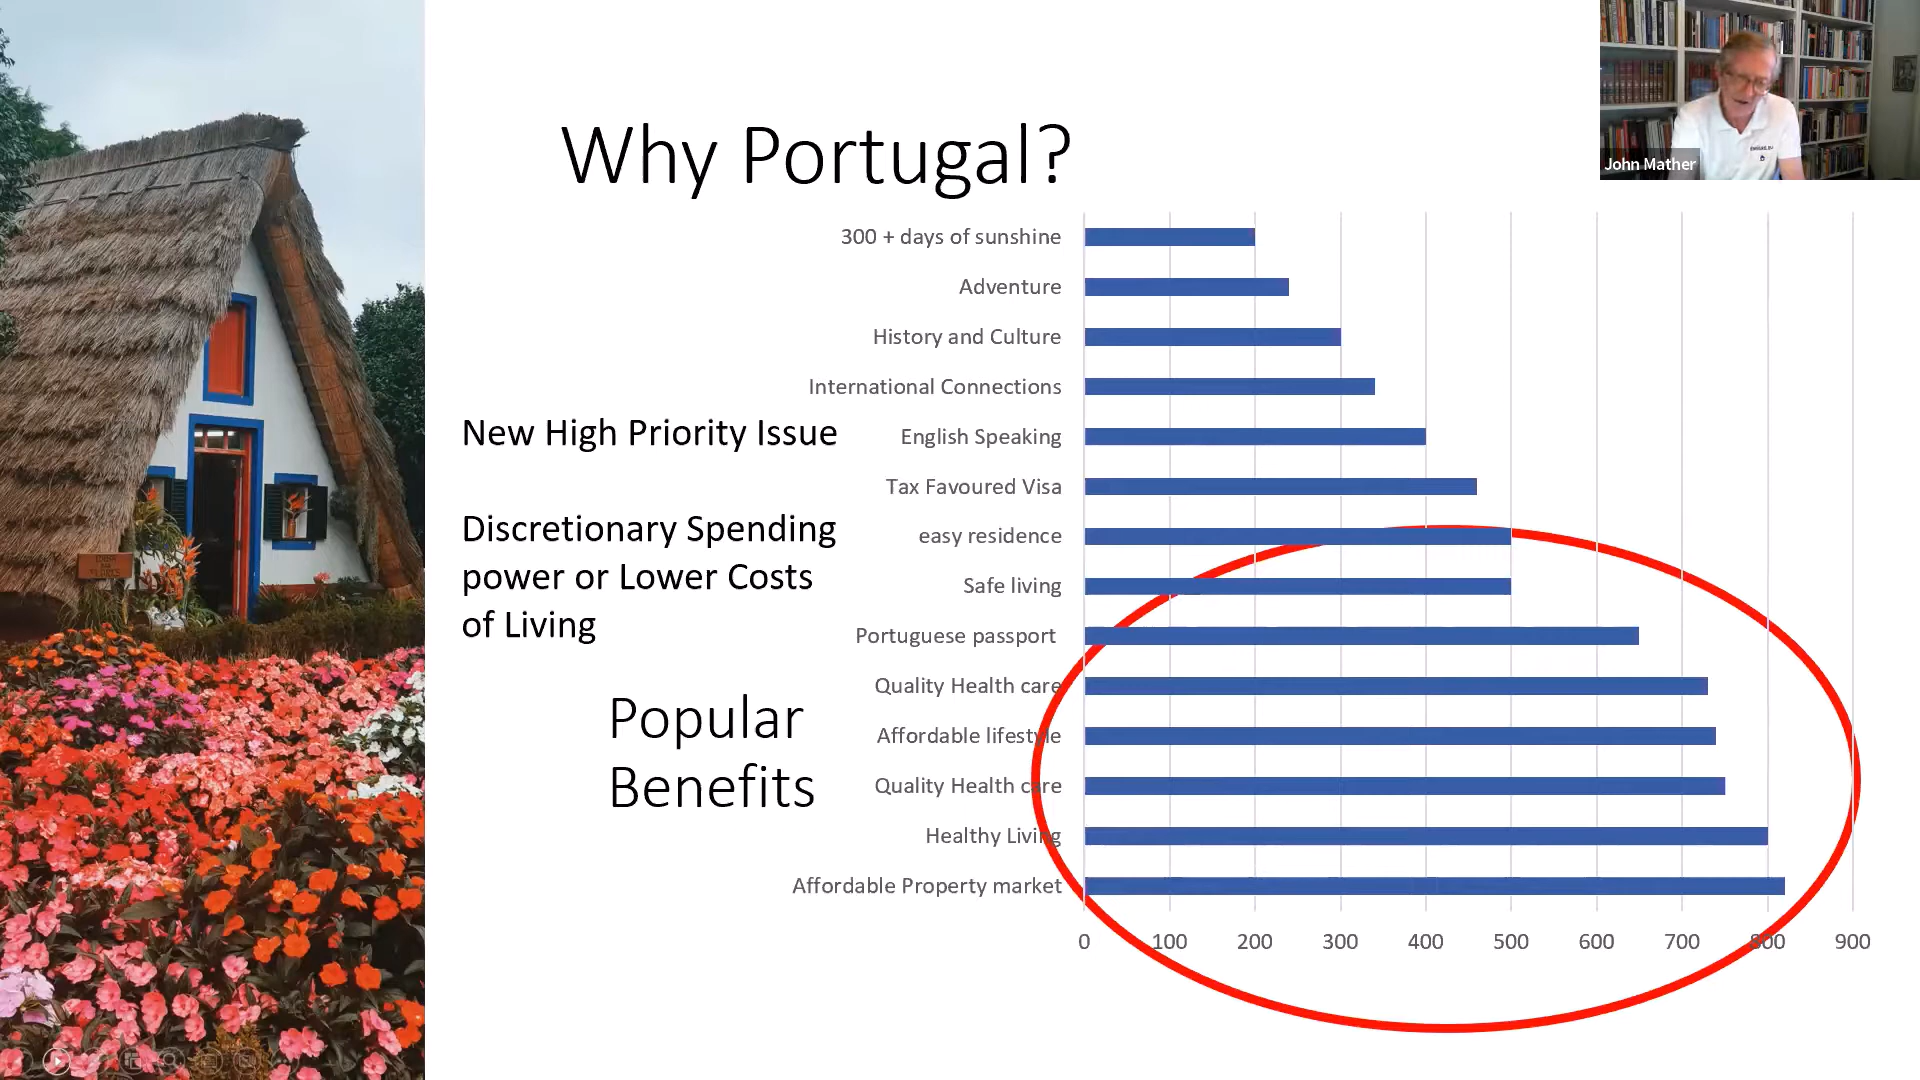 Why Portugal?
John Mather
300 + days of sunshine
Adventure
History and Culture
International Connections
New High Priority Issue
English Speaking
Tax Favoured Visa
Discretionary Spending
power or Lower Costs
of Living
easy residence
Safe living
Portuguese passport
Quality Health care
Popular
Benefits
Affordable lifestyle
Quality Health care
Healthy Living
Affordable Property market
0 100 200 300 400 500 600 700 800 900